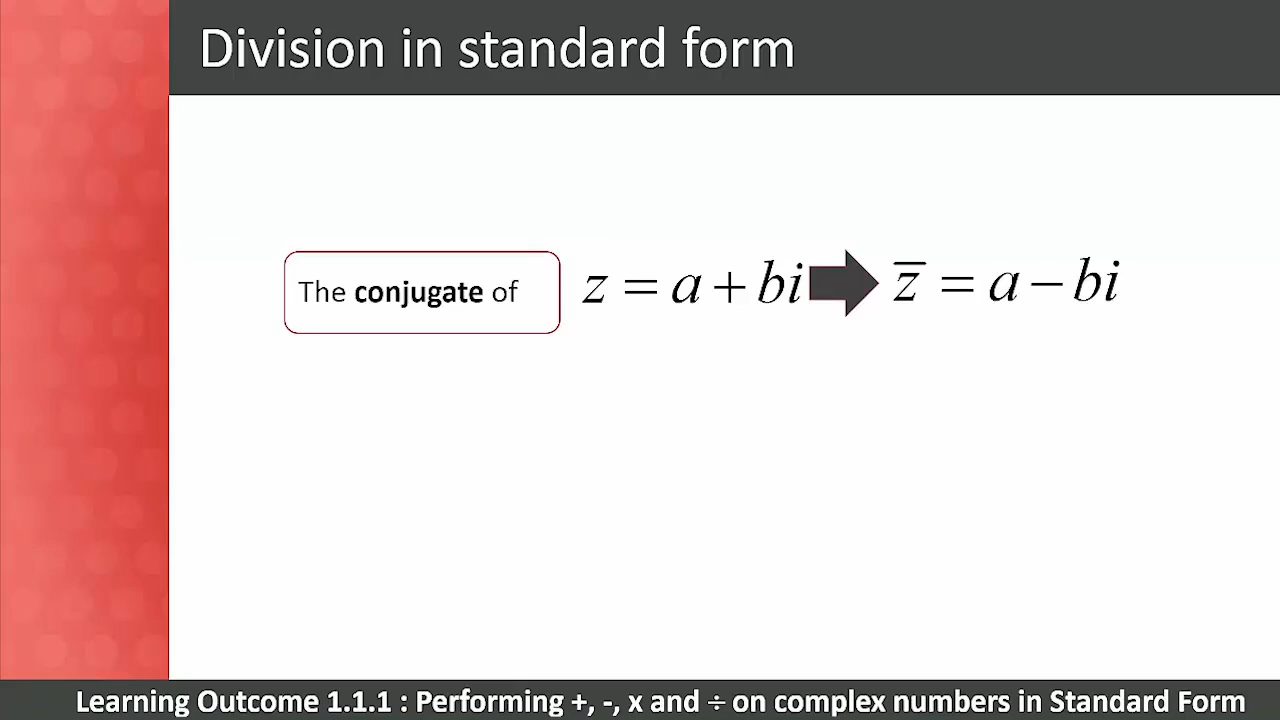 Division in standard form
The conjugate of z = a + bi z̅ = a − bi
Learning Outcome 1.1.1 : Performing +, -, x and ÷ on complex numbers in Standard Form